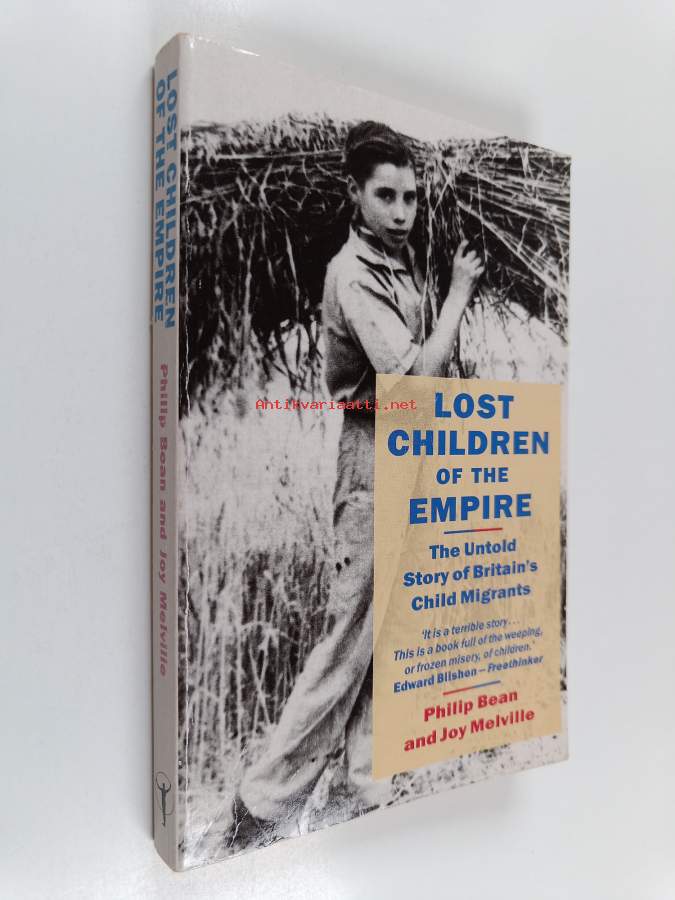 LOST CHILDREN
OF THE EMPIRE
Philip Bean and Joy Melville
Antikvariaatti.net
LOST
CHILDREN
OF THE
EMPIRE
The Untold
Story of Britain's
Child Migrants
'It is a terrible story...
This is a book full of the weeping,
or frozen misery, of children.'
Edward Blishen – Freethinker
Philip Bean
and Joy Melville